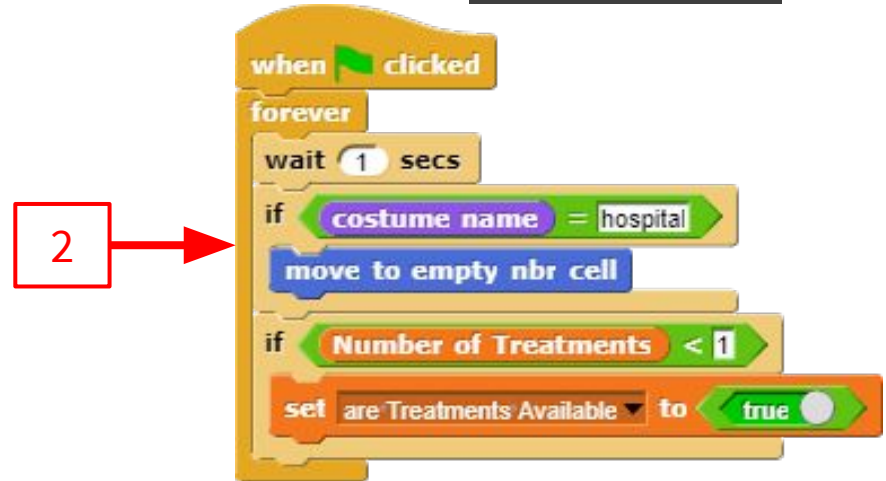 when clicked
forever
wait 1 secs
if costume name = hospital
2
move to empty nbr cell
if Number of Treatments < 1
set are Treatments Available to true